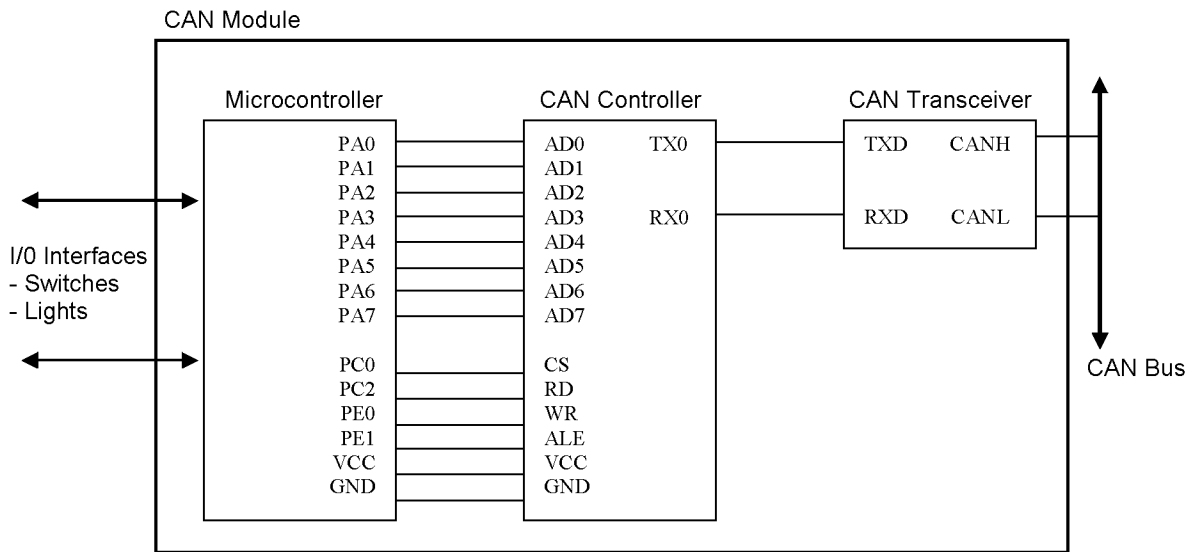 CAN Module
Microcontroller
CAN Controller
CAN Transceiver
PA0
PA1
PA2
PA3
PA4
PA5
PA6
PA7
PC0
PC2
PE0
PE1
VCC
GND
AD0
AD1
AD2
AD3
AD4
AD5
AD6
AD7
CS
RD
WR
ALE
VCC
GND
TX0
RX0
TXD
RXD
CANH
CANL
I/0 Interfaces
- Switches
- Lights
CAN Bus